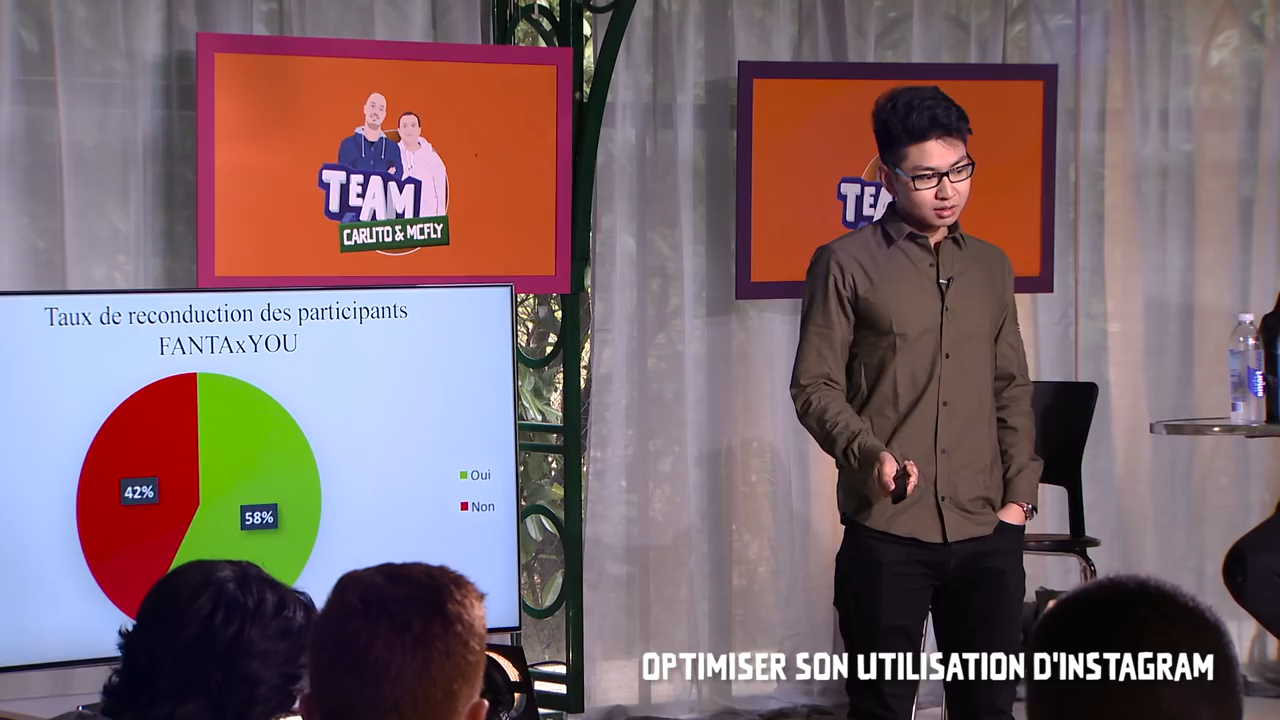 TEAM
CARLITO & MCFLY
TEA
Taux de reconduction des participants
FANTAxYOU
42%
58%
Oui
Non
OPTIMISER SON UTILISATION D'INSTAGRAM